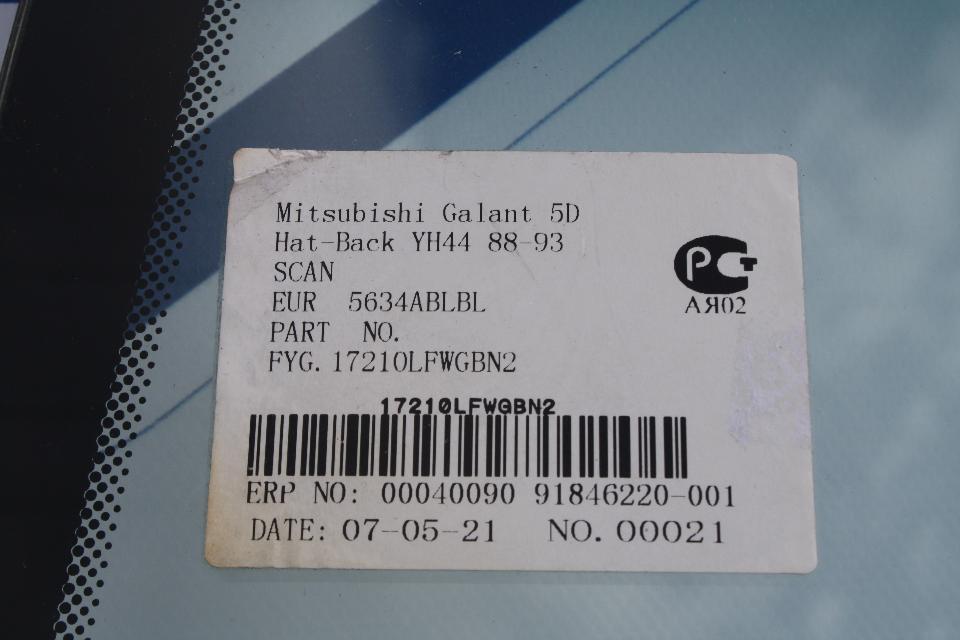 Mitsubishi Galant 5D
Hat-Back YH44 88-93
SCAN
EUR 5634ABLBL
PART NO.
FYG. 17210LFWGBN2
РСТ
АЯ02
17210LFWGBN2
ERP NO: 00040090 91846220-001
DATE: 07-05-21 NO. 00021